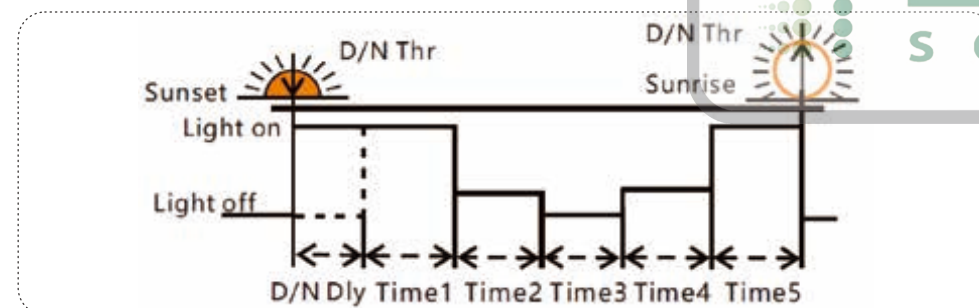 D/N Thr
D/N Thr
Sunset
Sunrise
Light on
Light off
D/N Dly Time1 Time2 Time3 Time4 Time5
S